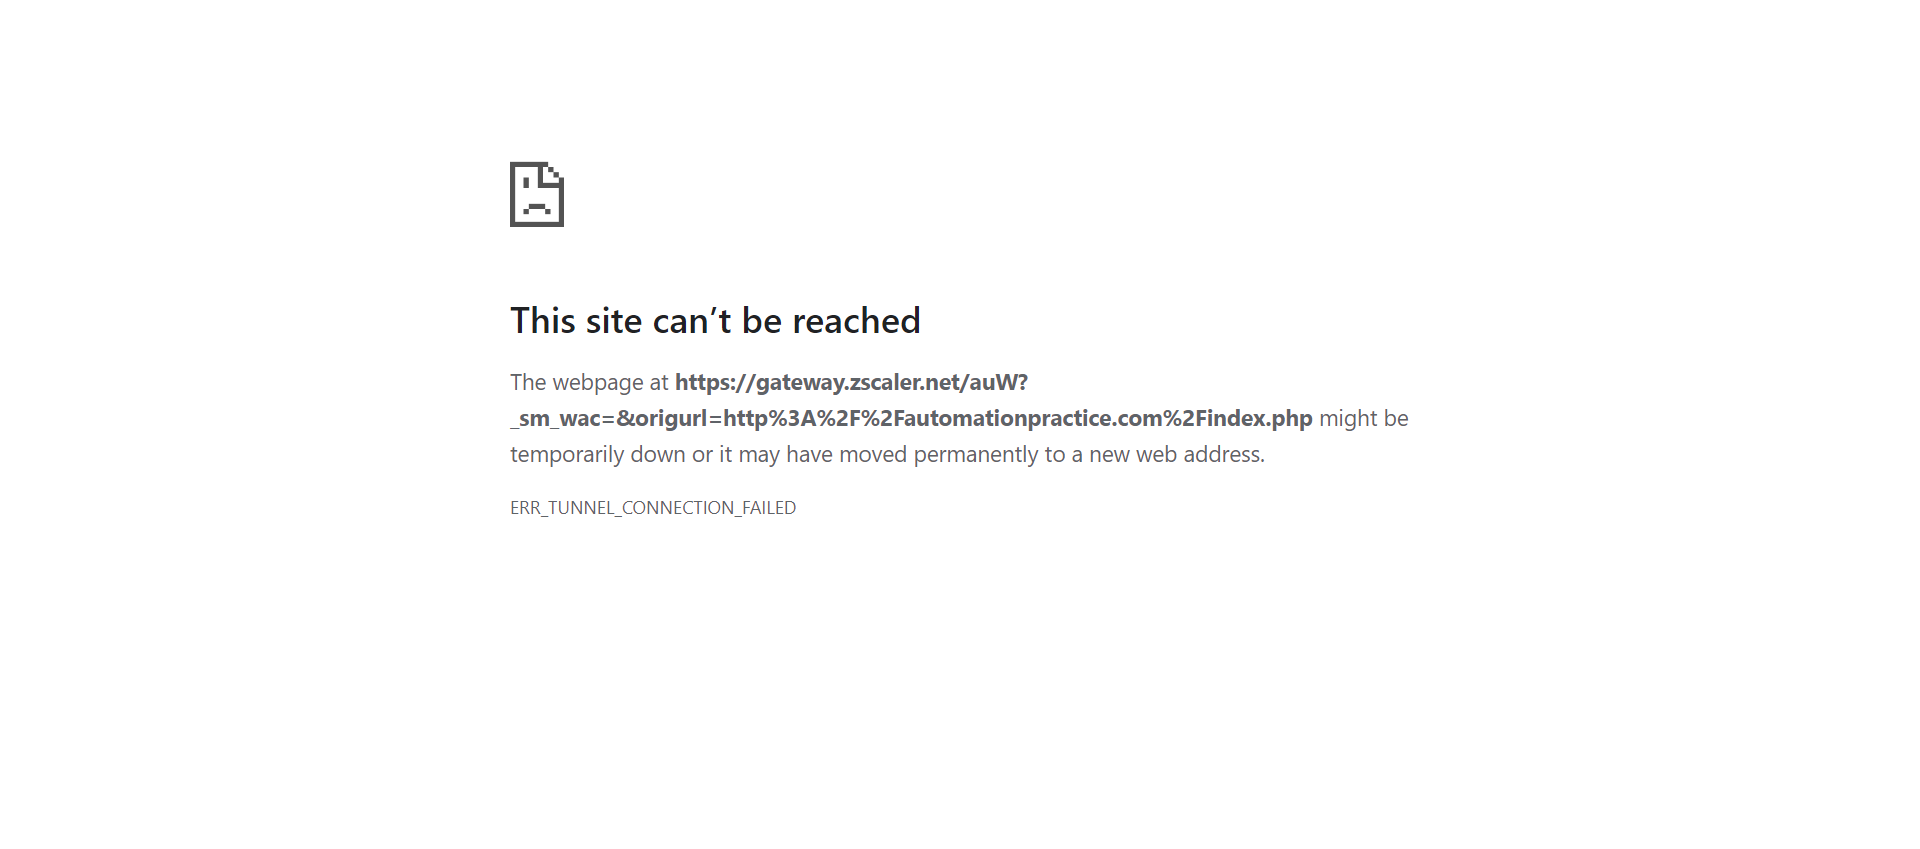 This site can’t be reached
The webpage at https://gateway.zscaler.net/auW?
_sm_wac=&origurl=http%3A%2F%2Fautomationpractice.com%2Findex.php might be
temporarily down or it may have moved permanently to a new web address.
ERR_TUNNEL_CONNECTION_FAILED